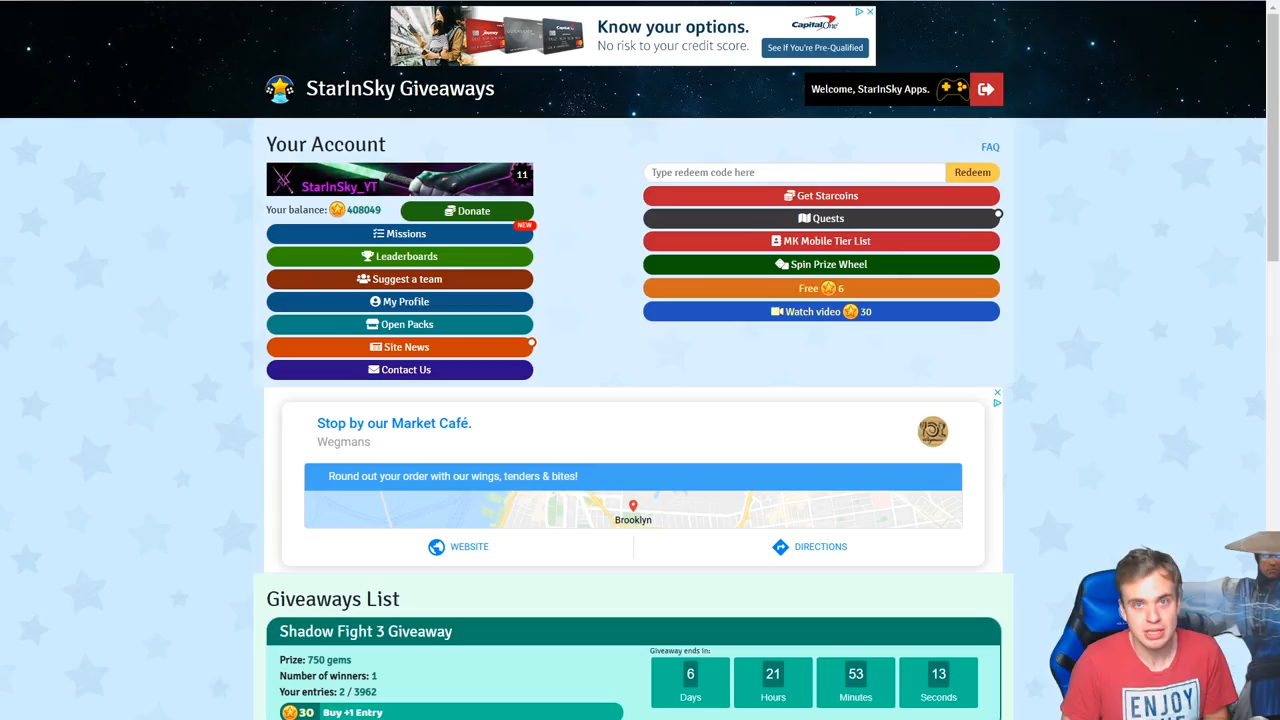 Know your options.
No risk to your credit score.
Capital One
See If You're Pre-Qualified
StarInSky Giveaways
Welcome, StarInSky Apps.
Your Account
FAQ
StarInSky_YT
11
Type redeem code here
Redeem
Your balance: 408049
Donate
Get Starcoins
NEW
Missions
Quests
Leaderboards
MK Mobile Tier List
Suggest a team
Spin Prize Wheel
My Profile
Free 6
Open Packs
Watch video 30
Site News
Contact Us
Stop by our Market Café.
Wegmans
Round out your order with our wings, tenders & bites!
Brooklyn
WEBSITE
DIRECTIONS
Giveaways List
Shadow Fight 3 Giveaway
Prize: 750 gems
Number of winners: 1
Your entries: 2 / 3962
30 Buy +1 Entry
Giveaway ends in:
6 21 53 13
Days Hours Minutes Seconds
ENJOY